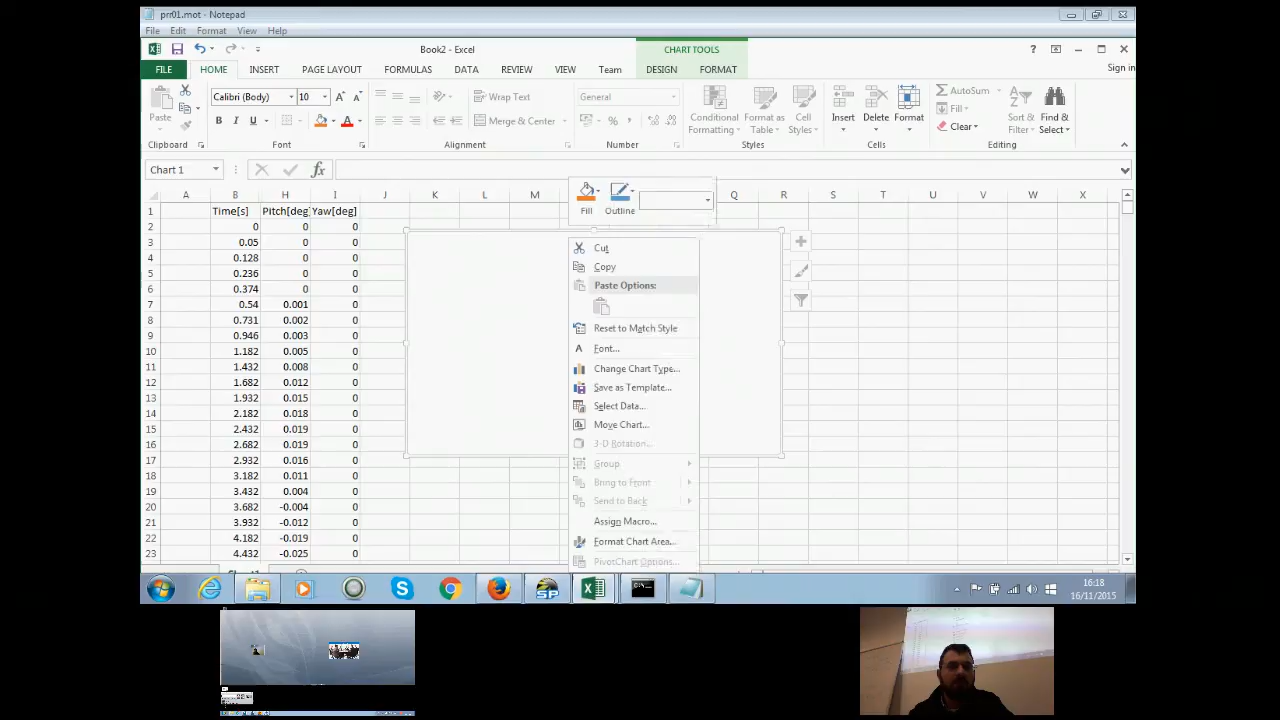 prr01.mot - Notepad
File Edit Format View Help
Book2 - Excel
CHART TOOLS
Sign in
FILE HOME INSERT PAGE LAYOUT FORMULAS DATA REVIEW VIEW Team DESIGN FORMAT
Calibri (Body) 10
Wrap Text
General
AutoSum
Paste
B I U
Merge & Center
Conditional Formatting
Format as Table
Cell Styles
Insert Delete Format
Fill
Clear
Sort & Filter
Find & Select
Clipboard Font Alignment Number Styles Cells Editing
Chart 1
fx
Fill Outline
A B H I J K L M Q R S T U V W X
1 Time[s] Pitch[deg] Yaw[deg]
2 0 0 0
3 0.05 0 0
4 0.128 0 0
5 0.236 0 0
6 0.374 0 0
7 0.54 0.001 0
8 0.731 0.002 0
9 0.946 0.003 0
10 1.182 0.005 0
11 1.432 0.008 0
12 1.682 0.012 0
13 1.932 0.015 0
14 2.182 0.018 0
15 2.432 0.019 0
16 2.682 0.019 0
17 2.932 0.016 0
18 3.182 0.011 0
19 3.432 0.004 0
20 3.682 -0.004 0
21 3.932 -0.012 0
22 4.182 -0.019 0
23 4.432 -0.025 0
Cut
Copy
Paste Options:
Reset to Match Style
Font...
Change Chart Type...
Save as Template...
Select Data...
Move Chart...
3-D Rotation...
Group
Bring to Front
Send to Back
Assign Macro...
Format Chart Area...
PivotChart Options...
16:18
16/11/2015